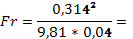 Fr = 0,314² / 9,81 * 0,04 =